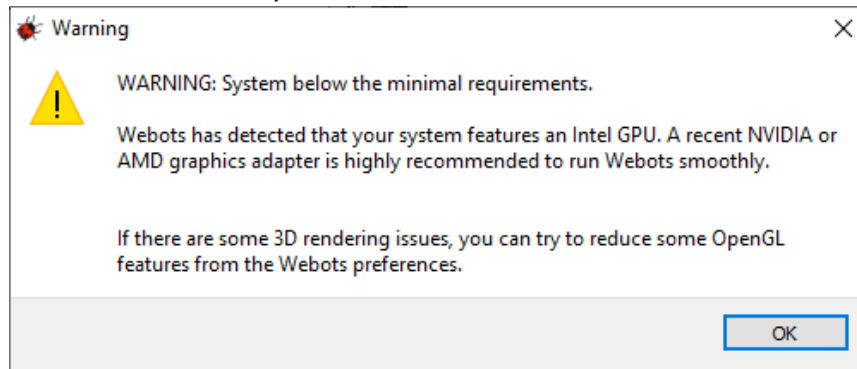 Warning
WARNING: System below the minimal requirements.
Webots has detected that your system features an Intel GPU. A recent NVIDIA or
AMD graphics adapter is highly recommended to run Webots smoothly.
If there are some 3D rendering issues, you can try to reduce some OpenGL
features from the Webots preferences.
OK